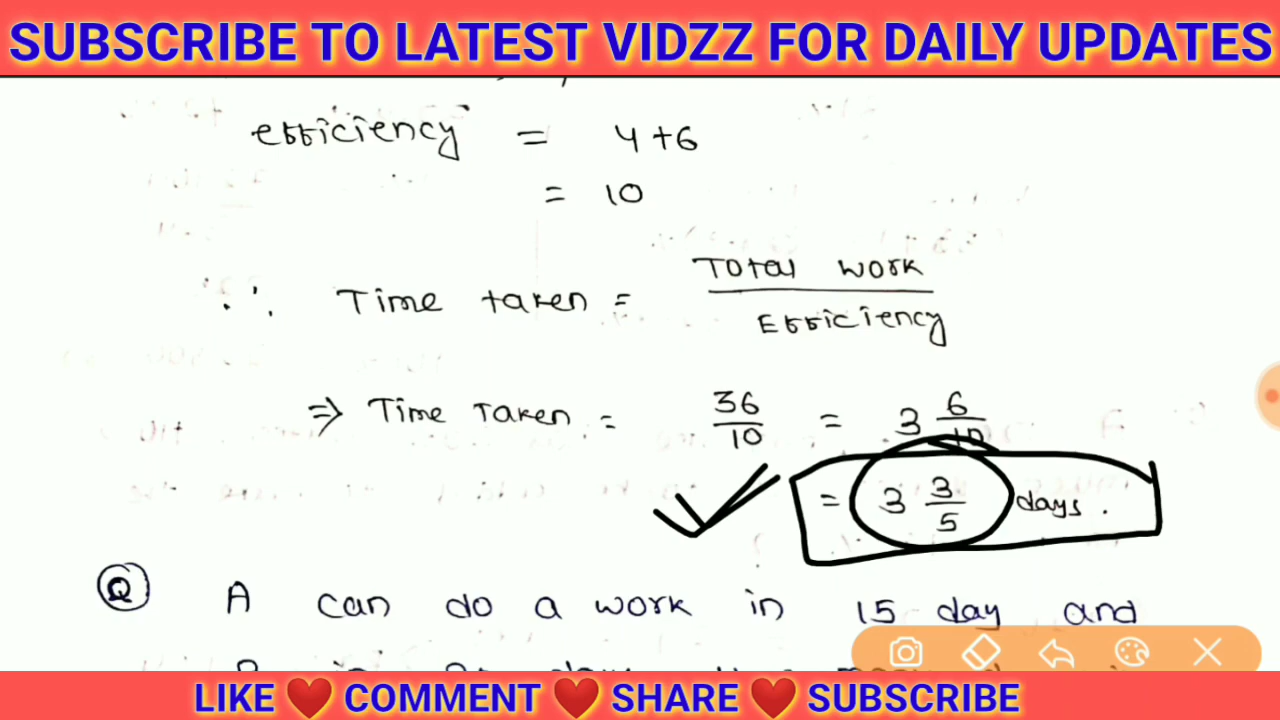 SUBSCRIBE TO LATEST VIDZZ FOR DAILY UPDATES
efficiency = 4+6
= 10
∴ Time taken = Total work / Efficiency
⇒ Time Taken = 36/10 = 3 6/10
= 3 3/5 days.
Q A can do a work in 15 day and
LIKE ❤ COMMENT ❤ SHARE ❤ SUBSCRIBE